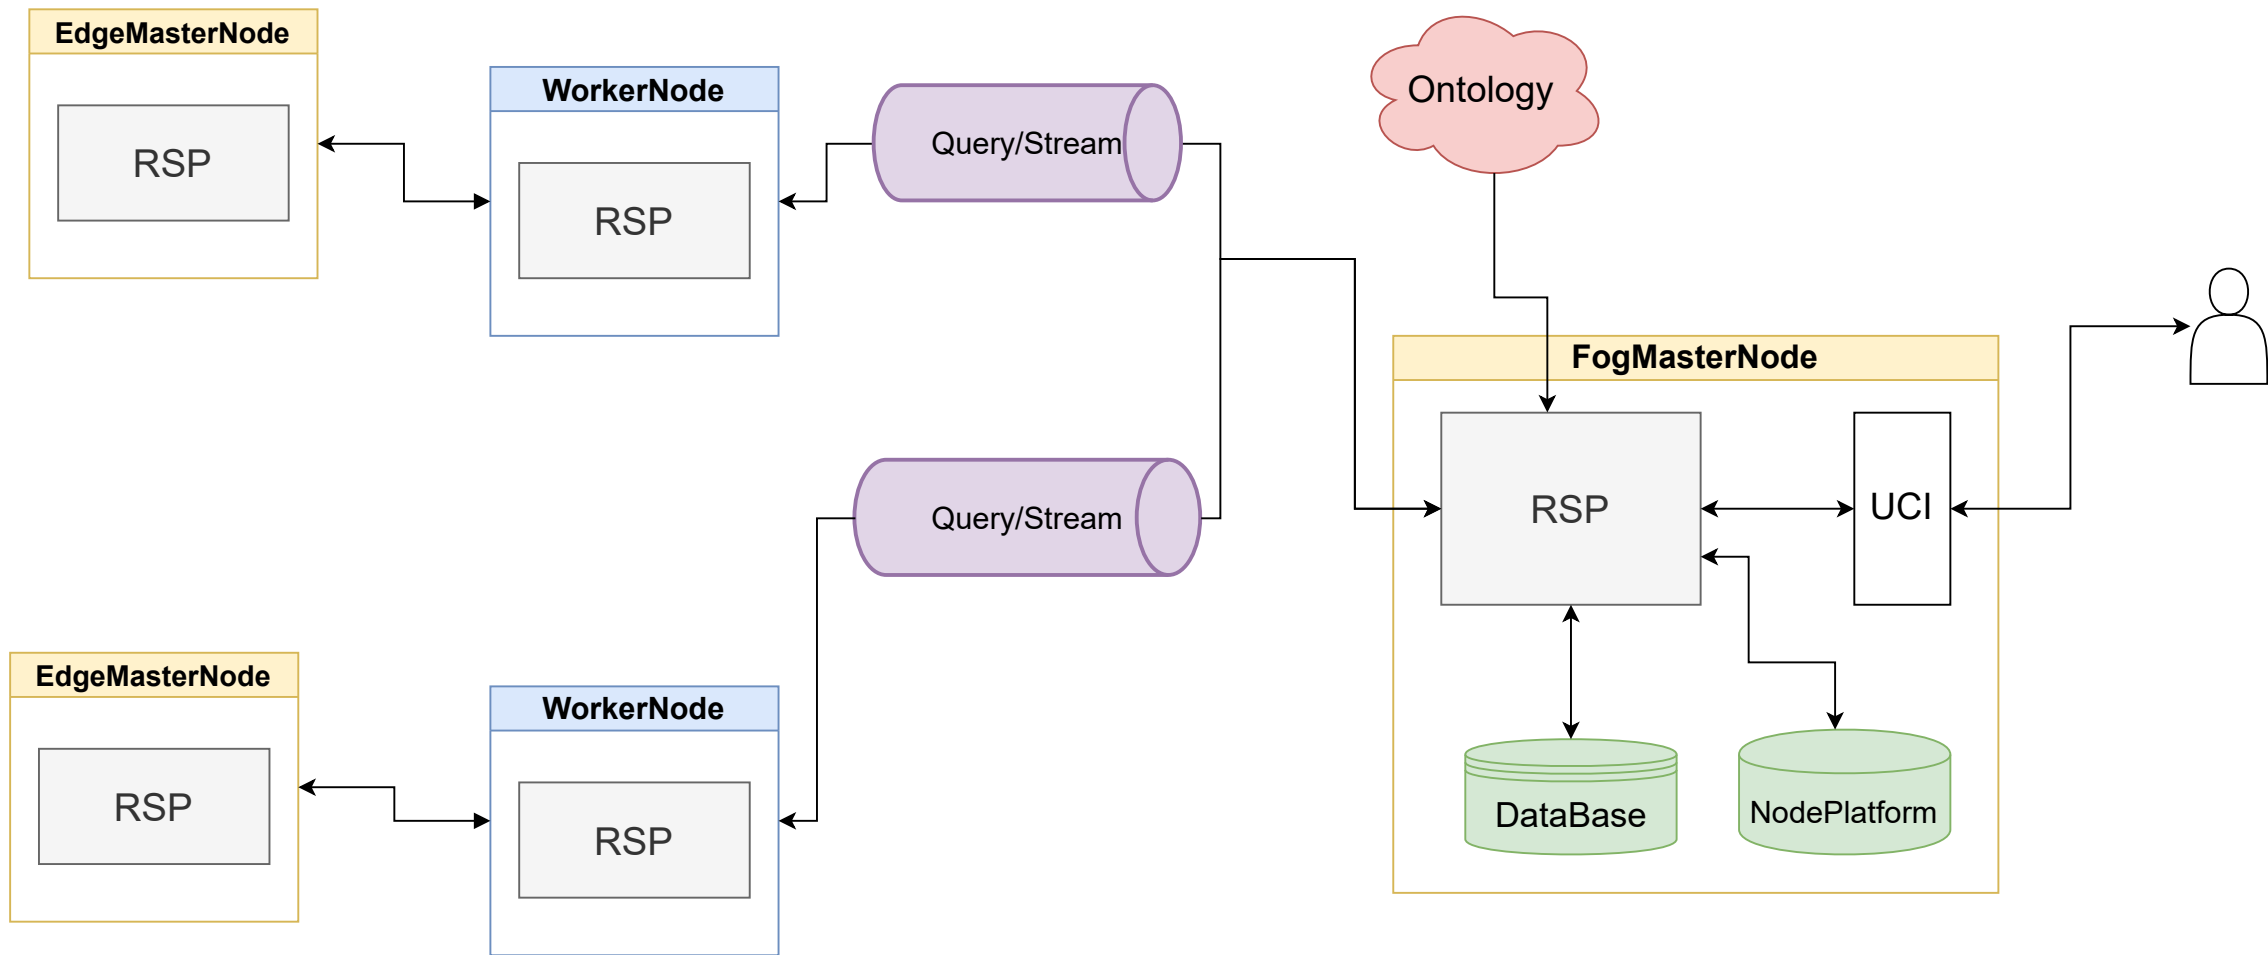 EdgeMasterNode
RSP
WorkerNode
RSP
Query/Stream
Ontology
Query/Stream
FogMasterNode
RSP
UCI
DataBase
NodePlatform
EdgeMasterNode
RSP
WorkerNode
RSP